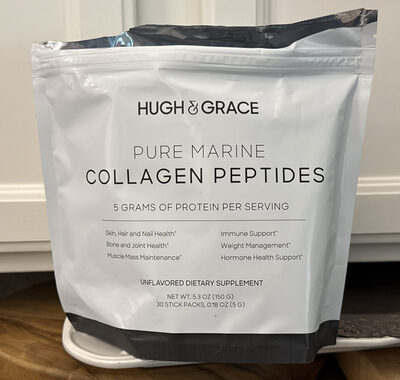 HUGH & GRACE
PURE MARINE
COLLAGEN PEPTIDES
5 GRAMS OF PROTEIN PER SERVING
Skin, Hair and Nail Health*
Bone and Joint Health*
Muscle Mass Maintenance*
Immune Support*
Weight Management*
Hormone Health Support*
UNFLAVORED DIETARY SUPPLEMENT
NET WT. 5.3 OZ (150 G)
30 STICK PACKS, 0.18 OZ (5 G)